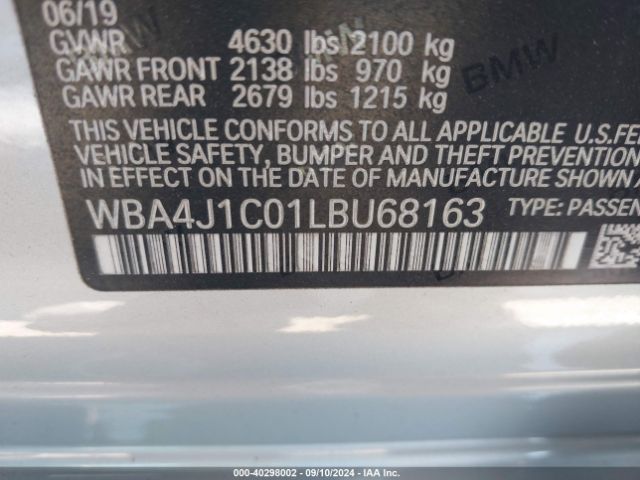 06/19
GVWR 4630 lbs 2100 kg
GAWR FRONT 2138 lbs 970 kg
GAWR REAR 2679 lbs 1215 kg
THIS VEHICLE CONFORMS TO ALL APPLICABLE U.S.FE
VEHICLE SAFETY, BUMPER AND THEFT PREVENTION
STANDARDS IN EFFECT ON THE DATE OF MANUFACTURE SHOWN A
WBA4J1C01LBU68163 TYPE: PASSEN
BMW
000-40298002 - 09/10/2024 - IAA Inc.